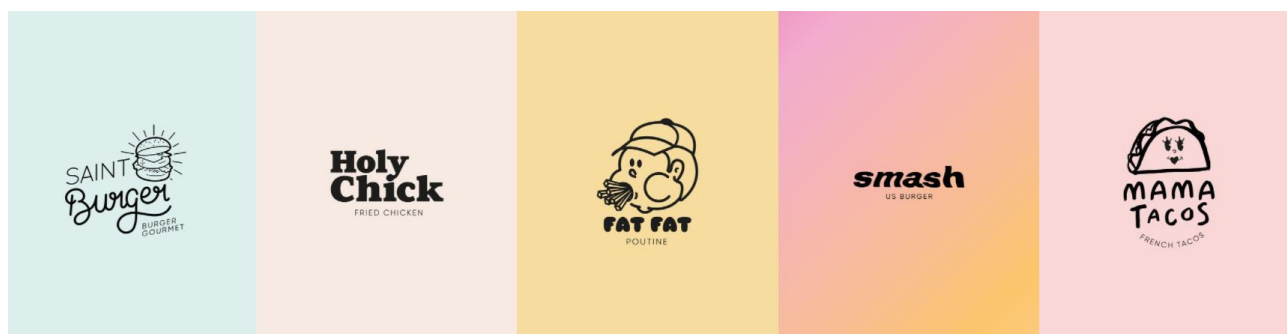 SAINT
Burger
BURGER
GOURMET
Holy
Chick
FRIED CHICKEN
FAT FAT
POUTINE
smash
US BURGER
MAMA
TACOS
FRENCH TACOS